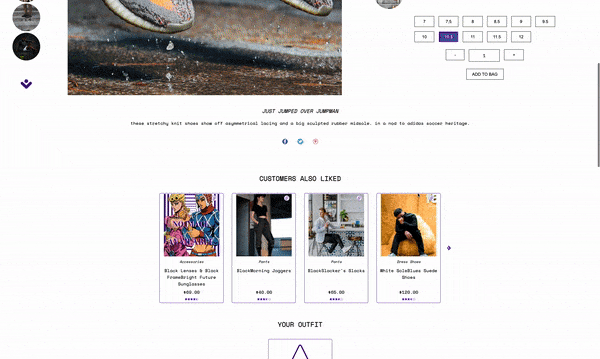 7 7.5 8 8.5 9 9.5
10 10.5 11 11.5 12
- 1 +
ADD TO BAG
JUST JUMPED OVER JUMPMAN
these stretchy knit shoes show off asymmetrical lacing and a big sculpted rubber midsole. in a nod to adidas soccer heritage.
CUSTOMERS ALSO LIKED
Accessories
Black Lenses & Black
FrameBright Future
Sunglasses
$60.00
Pants
BlackMorning Joggers
$40.00
Pants
BlackSlacker's Slacks
$65.00
Dress Shoes
White SoleBlues Suede
Shoes
$120.00
YOUR OUTFIT